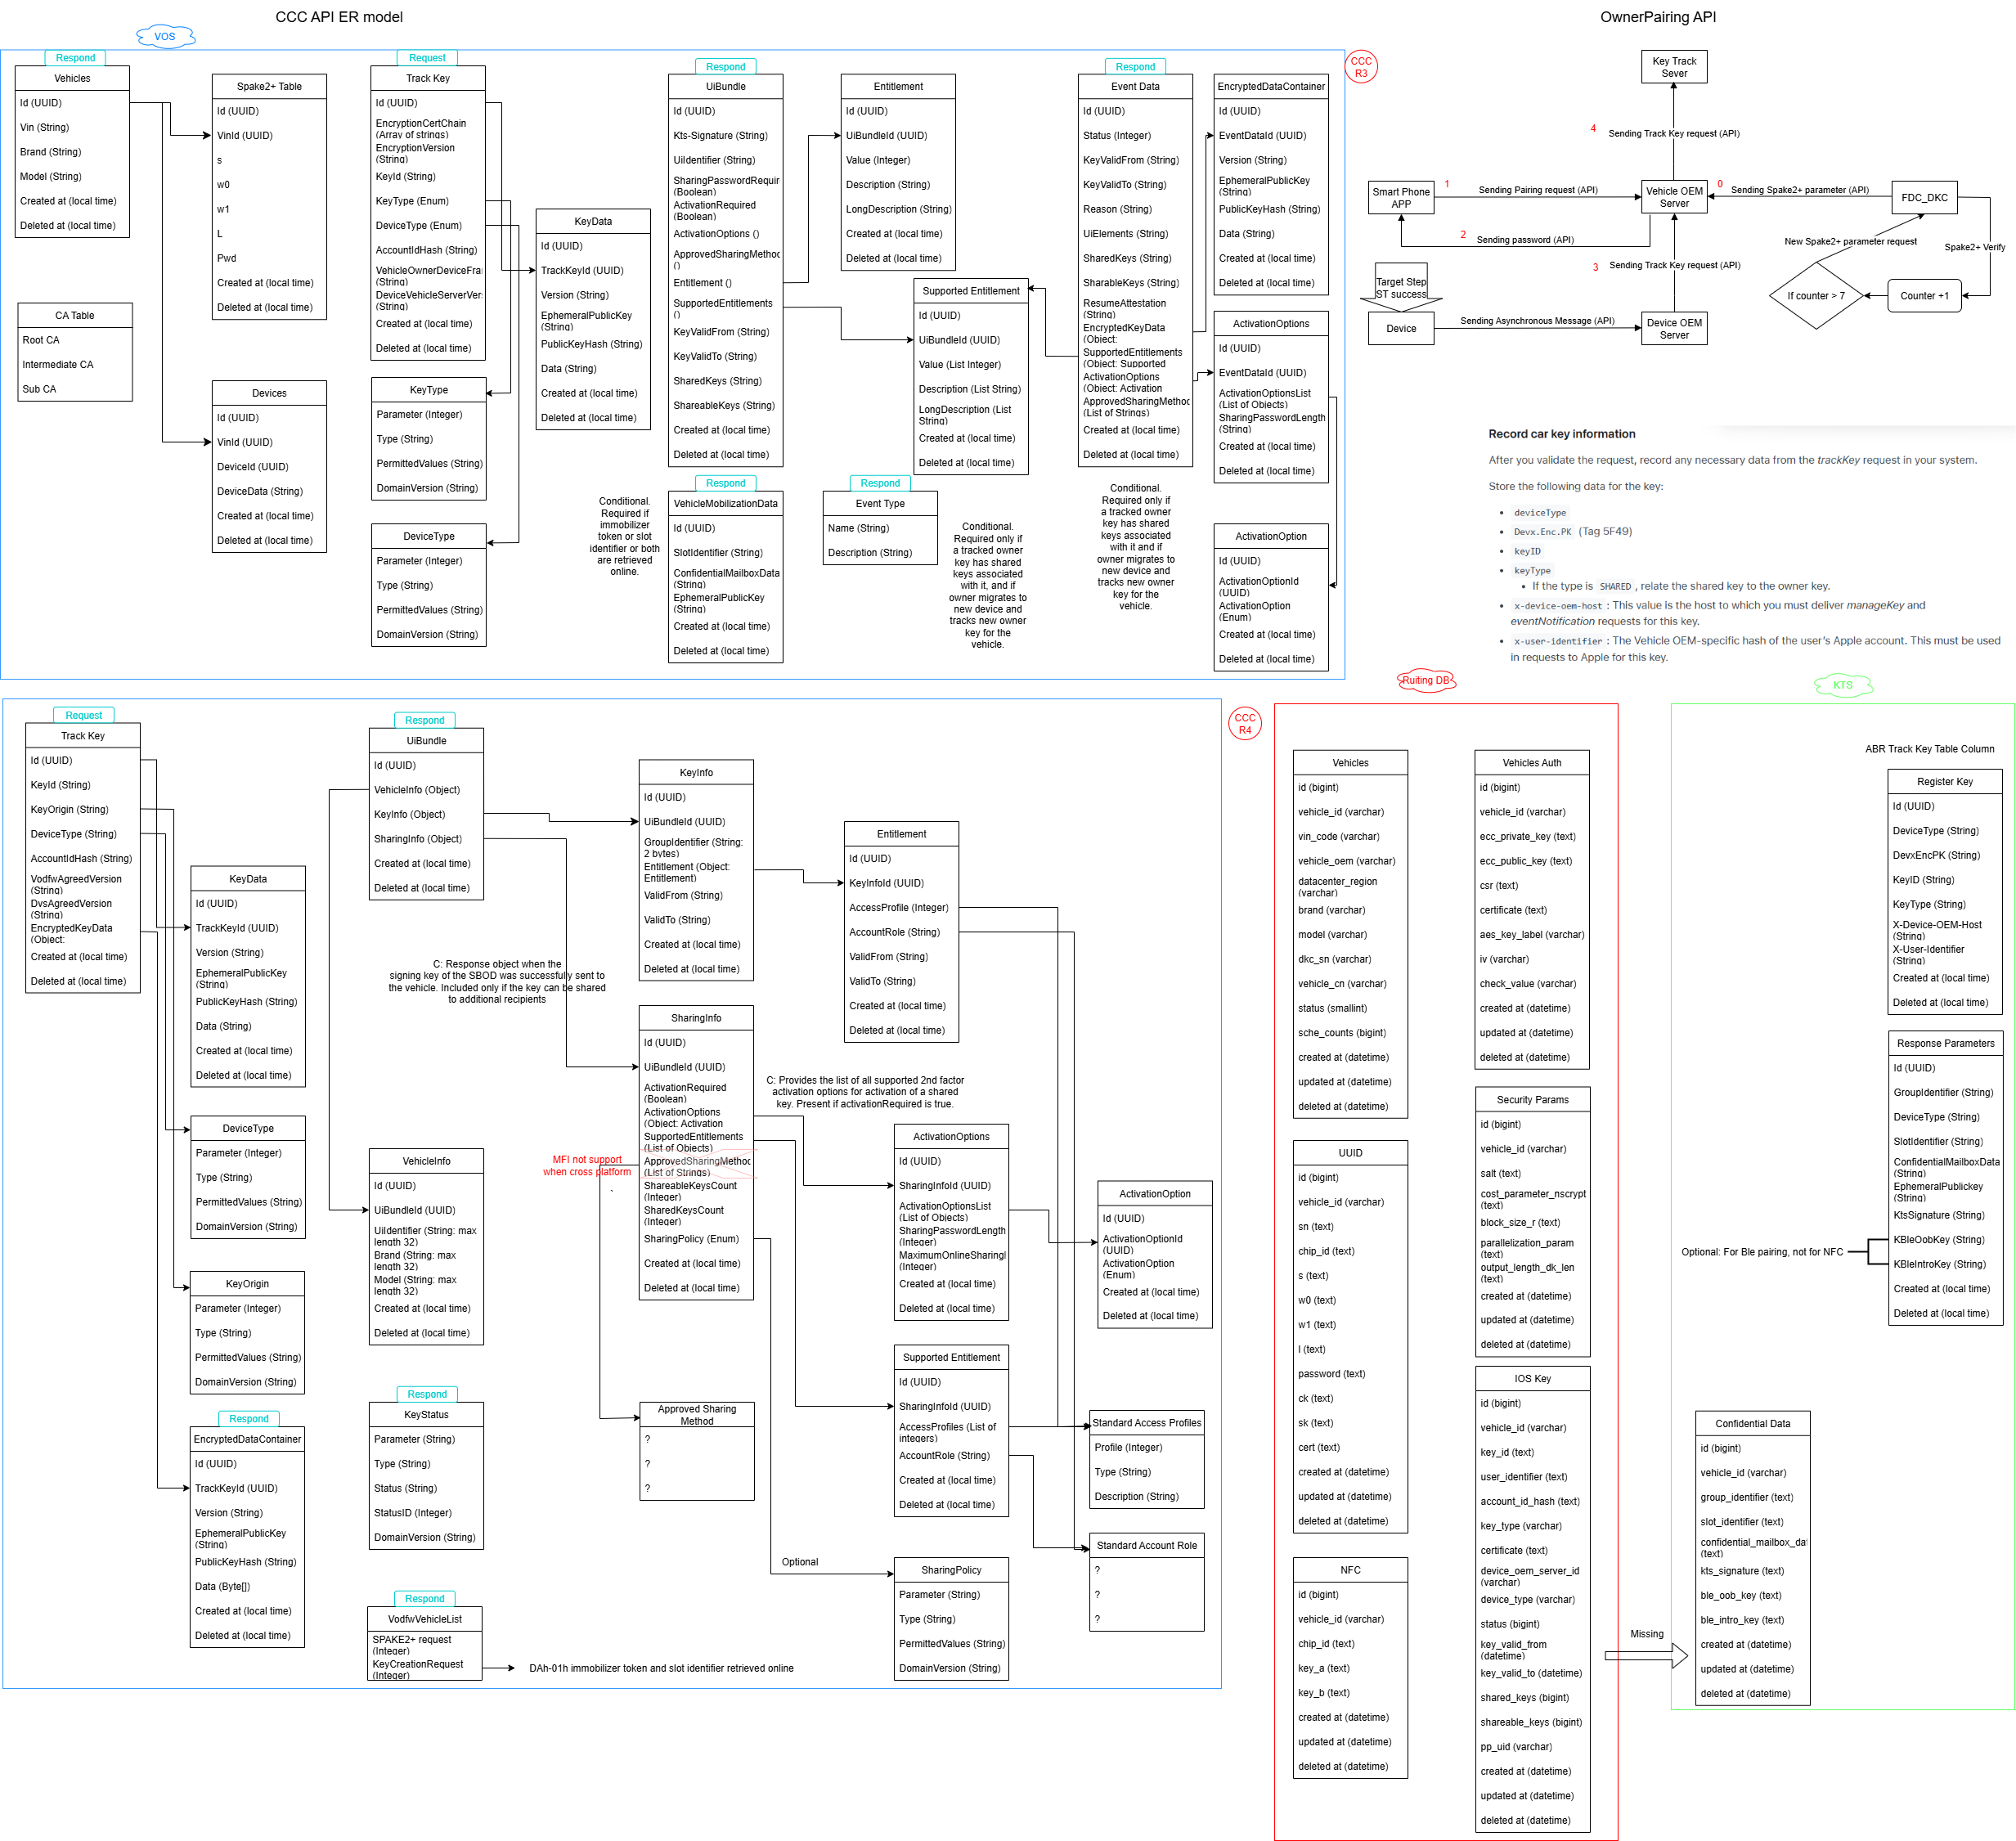 CCC API ER model
OwnerPairing API
VOS
CCC
R3
Respond
Vehicles
Id (UUID)
Vin (String)
Brand (String)
Model (String)
Created at (local time)
Deleted at (local time)
Spake2+ Table
Id (UUID)
VinId (UUID)
s
w0
w1
L
Pwd
Created at (local time)
Deleted at (local time)
CA Table
Root CA
Intermediate CA
Sub CA
Devices
Id (UUID)
VinId (UUID)
DeviceId (UUID)
DeviceData (String)
Created at (local time)
Deleted at (local time)
Request
Track Key
Id (UUID)
EncryptionCertChain
(Array of strings)
EncryptionVersion
(String)
KeyId (String)
KeyType (Enum)
DeviceType (Enum)
AccountIdHash (String)
VehicleOwnerDeviceFra
(String)
DeviceVehicleServerVer
(String)
Created at (local time)
Deleted at (local time)
KeyType
Parameter (Integer)
Type (String)
PermittedValues (String)
DomainVersion (String)
DeviceType
Parameter (Integer)
Type (String)
PermittedValues (String)
DomainVersion (String)
KeyData
Id (UUID)
TrackKeyId (UUID)
Version (String)
EphemeralPublicKey
(String)
PublicKeyHash (String)
Data (String)
Created at (local time)
Deleted at (local time)
Respond
UiBundle
Id (UUID)
Kts-Signature (String)
UiIdentifier (String)
SharingPasswordRequir
(Boolean)
ActivationRequired
(Boolean)
ActivationOptions ()
ApprovedSharingMethod
()
Entitlement ()
SupportedEntitlements
()
KeyValidFrom (String)
KeyValidTo (String)
SharedKeys (String)
ShareableKeys (String)
Created at (local time)
Deleted at (local time)
Entitlement
Id (UUID)
UiBundleId (UUID)
Value (Integer)
Description (String)
LongDescription (String)
Created at (local time)
Deleted at (local time)
Supported Entitlement
Id (UUID)
UiBundleId (UUID)
Value (List Integer)
Description (List String)
LongDescription (List
String)
Created at (local time)
Deleted at (local time)
Respond
Event Data
Id (UUID)
Status (Integer)
KeyValidFrom (String)
KeyValidTo (String)
Reason (String)
UiElements (String)
SharedKeys (String)
SharableKeys (String)
ResumeAttestation
(String)
EncryptedKeyData
(Object:
SupportedEntitlements
(Object: Supported
ActivationOptions
(Object: Activation
ApprovedSharingMethod
(List of Strings)
Created at (local time)
Deleted at (local time)
EncryptedDataContainer
Id (UUID)
EventDataId (UUID)
Version (String)
EphemeralPublicKey
(String)
PublicKeyHash (String)
Data (String)
Created at (local time)
Deleted at (local time)
ActivationOptions
Id (UUID)
EventDataId (UUID)
ActivationOptionsList
(List of Objects)
SharingPasswordLength
(String)
Created at (local time)
Deleted at (local time)
ActivationOption
Id (UUID)
ActivationOptionId
(UUID)
ActivationOption
(Enum)
Created at (local time)
Deleted at (local time)
Conditional.
Required if
immobilizer
token or slot
identifier or both
are retrieved
online.
Respond
VehicleMobilizationData
Id (UUID)
SlotIdentifier (String)
ConfidentialMailboxData
(String)
EphemeralPublicKey
(String)
Created at (local time)
Deleted at (local time)
Respond
Event Type
Name (String)
Description (String)
Conditional.
Required only if
a tracked owner
key has shared
keys associated
with it, and if
owner migrates to
new device and
tracks new owner
key for the
vehicle.
Conditional.
Required only if
a tracked owner
key has shared
keys associated
with it and if
owner migrates to
new device and
tracks new owner
key for the
vehicle.
Key Track
Sever
4
Sending Track Key request (API)
Smart Phone
APP
1
Sending Pairing request (API)
Vehicle OEM
Server
0
Sending Spake2+ parameter (API)
FDC_DKC
2
Sending password (API)
New Spake2+ parameter request
Spake2+ Verify
3
Sending Track Key request (API)
Target Step
ST success
If counter > 7
Counter +1
Device
Sending Asynchronous Message (API)
Device OEM
Server
Record car key information
After you validate the request, record any necessary data from the trackKey request in your system.
Store the following data for the key:
• deviceType
• Devx.Enc.PK (Tag 5F49)
• keyID
• keyType
• If the type is SHARED , relate the shared key to the owner key.
• x-device-oem-host : This value is the host to which you must deliver manageKey and
eventNotification requests for this key.
• x-user-identifier : The Vehicle OEM-specific hash of the user's Apple account. This must be used
in requests to Apple for this key.
CCC
R4
Request
Track Key
Id (UUID)
KeyId (String)
KeyOrigin (String)
DeviceType (String)
AccountIdHash (String)
VodfwAgreedVersion
(String)
DvsAgreedVersion
(String)
EncryptedKeyData
(Object:
Created at (local time)
Deleted at (local time)
KeyData
Id (UUID)
TrackKeyId (UUID)
Version (String)
EphemeralPublicKey
(String)
PublicKeyHash (String)
Data (String)
Created at (local time)
Deleted at (local time)
DeviceType
Parameter (Integer)
Type (String)
PermittedValues (String)
DomainVersion (String)
KeyOrigin
Parameter (Integer)
Type (String)
PermittedValues (String)
DomainVersion (String)
Respond
EncryptedDataContainer
Id (UUID)
TrackKeyId (UUID)
Version (String)
EphemeralPublicKey
(String)
PublicKeyHash (String)
Data (Byte[])
Created at (local time)
Deleted at (local time)
Respond
UiBundle
Id (UUID)
VehicleInfo (Object)
KeyInfo (Object)
SharingInfo (Object)
Created at (local time)
Deleted at (local time)
C: Response object when the
signing key of the SBOD was successfully sent to
the vehicle. Included only if the key can be shared
to additional recipients
VehicleInfo
Id (UUID)
UiBundleId (UUID)
UiIdentifier (String: max
length 32)
Brand (String: max
length 32)
Model (String: max
length 32)
Created at (local time)
Deleted at (local time)
Respond
KeyStatus
Parameter (String)
Type (String)
Status (String)
StatusID (Integer)
DomainVersion (String)
Respond
VodfwVehicleList
SPAKE2+ request
(Integer)
KeyCreationRequest
(Integer)
DAh-01h immobilizer token and slot identifier retrieved online
KeyInfo
Id (UUID)
UiBundleId (UUID)
GroupIdentifier (String:
2 bytes)
Entitlement (Object:
Entitlement)
ValidFrom (String)
ValidTo (String)
Created at (local time)
Deleted at (local time)
Entitlement
Id (UUID)
KeyInfoId (UUID)
AccessProfile (Integer)
AccountRole (String)
ValidFrom (String)
ValidTo (String)
Created at (local time)
Deleted at (local time)
SharingInfo
Id (UUID)
UiBundleId (UUID)
ActivationRequired
(Boolean)
ActivationOptions
(Object: Activation
SupportedEntitlements
(List of Objects)
ApprovedSharingMethod
(List of Strings)
ShareableKeysCount
(Integer)
SharedKeysCount
(Integer)
SharingPolicy (Enum)
Created at (local time)
Deleted at (local time)
MFI not support
when cross platform
C: Provides the list of all supported 2nd factor
activation options for activation of a shared
key. Present if activationRequired is true.
ActivationOptions
Id (UUID)
SharingInfoId (UUID)
ActivationOptionsList
(List of Objects)
SharingPasswordLength
(Integer)
MaximumOnlineSharingl
(Integer)
Created at (local time)
Deleted at (local time)
ActivationOption
Id (UUID)
ActivationOptionId
(UUID)
ActivationOption
(Enum)
Created at (local time)
Deleted at (local time)
Approved Sharing
Method
?
?
?
Supported Entitlement
Id (UUID)
SharingInfoId (UUID)
AccessProfiles (List of
integers)
AccountRole (String)
Created at (local time)
Deleted at (local time)
Standard Access Profiles
Profile (Integer)
Type (String)
Description (String)
Standard Account Role
?
?
?
Optional
SharingPolicy
Parameter (String)
Type (String)
PermittedValues (String)
DomainVersion (String)
Ruiting DB
Vehicles
id (bigint)
vehicle_id (varchar)
vin_code (varchar)
vehicle_oem (varchar)
datacenter_region
(varchar)
brand (varchar)
model (varchar)
dkc_sn (varchar)
vehicle_cn (varchar)
status (smallint)
sche_counts (bigint)
created at (datetime)
updated at (datetime)
deleted at (datetime)
UUID
id (bigint)
vehicle_id (varchar)
sn (text)
chip_id (text)
s (text)
w0 (text)
w1 (text)
l (text)
password (text)
ck (text)
sk (text)
cert (text)
created at (datetime)
updated at (datetime)
deleted at (datetime)
NFC
id (bigint)
vehicle_id (varchar)
chip_id (text)
key_a (text)
key_b (text)
created at (datetime)
updated at (datetime)
deleted at (datetime)
Vehicles Auth
id (bigint)
vehicle_id (varchar)
ecc_private_key (text)
ecc_public_key (text)
csr (text)
certificate (text)
aes_key_label (varchar)
iv (varchar)
check_value (varchar)
created at (datetime)
updated at (datetime)
deleted at (datetime)
Security Params
id (bigint)
vehicle_id (varchar)
salt (text)
cost_parameter_nscrypt
(text)
block_size_r (text)
parallelization_param
(text)
output_length_dk_len
(text)
created at (datetime)
updated at (datetime)
deleted at (datetime)
IOS Key
id (bigint)
vehicle_id (varchar)
key_id (text)
user_identifier (text)
account_id_hash (text)
key_type (varchar)
certificate (text)
device_oem_server_id
(varchar)
device_type (varchar)
status (bigint)
key_valid_from
(datetime)
key_valid_to (datetime)
shared_keys (bigint)
shareable_keys (bigint)
pp_uid (varchar)
created at (datetime)
updated at (datetime)
deleted at (datetime)
Missing
KTS
ABR Track Key Table Column
Register Key
Id (UUID)
DeviceType (String)
DevxEncPK (String)
KeyID (String)
KeyType (String)
X-Device-OEM-Host
(String)
X-User-Identifier
(String)
Created at (local time)
Deleted at (local time)
Response Parameters
Id (UUID)
GroupIdentifier (String)
DeviceType (String)
SlotIdentifier (String)
ConfidentialMailboxData
(String)
EphemeralPublickey
(String)
KtsSignature (String)
KBleOobKey (String)
KBleIntroKey (String)
Created at (local time)
Deleted at (local time)
Optional: For Ble pairing, not for NFC
Confidential Data
id (bigint)
vehicle_id (varchar)
group_identifier (text)
slot_identifier (text)
confidential_mailbox_dat
(text)
kts_signature (text)
ble_oob_key (text)
ble_intro_key (text)
created at (datetime)
updated at (datetime)
deleted at (datetime)